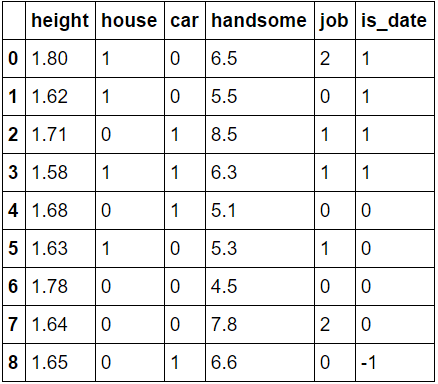 height house car handsome job is_date
0 1.80 1 0 6.5 2 1
1 1.62 1 0 5.5 0 1
2 1.71 0 1 8.5 1 1
3 1.58 1 1 6.3 1 1
4 1.68 0 1 5.1 0 0
5 1.63 1 0 5.3 1 0
6 1.78 0 0 4.5 0 0
7 1.64 0 0 7.8 2 0
8 1.65 0 1 6.6 0 -1